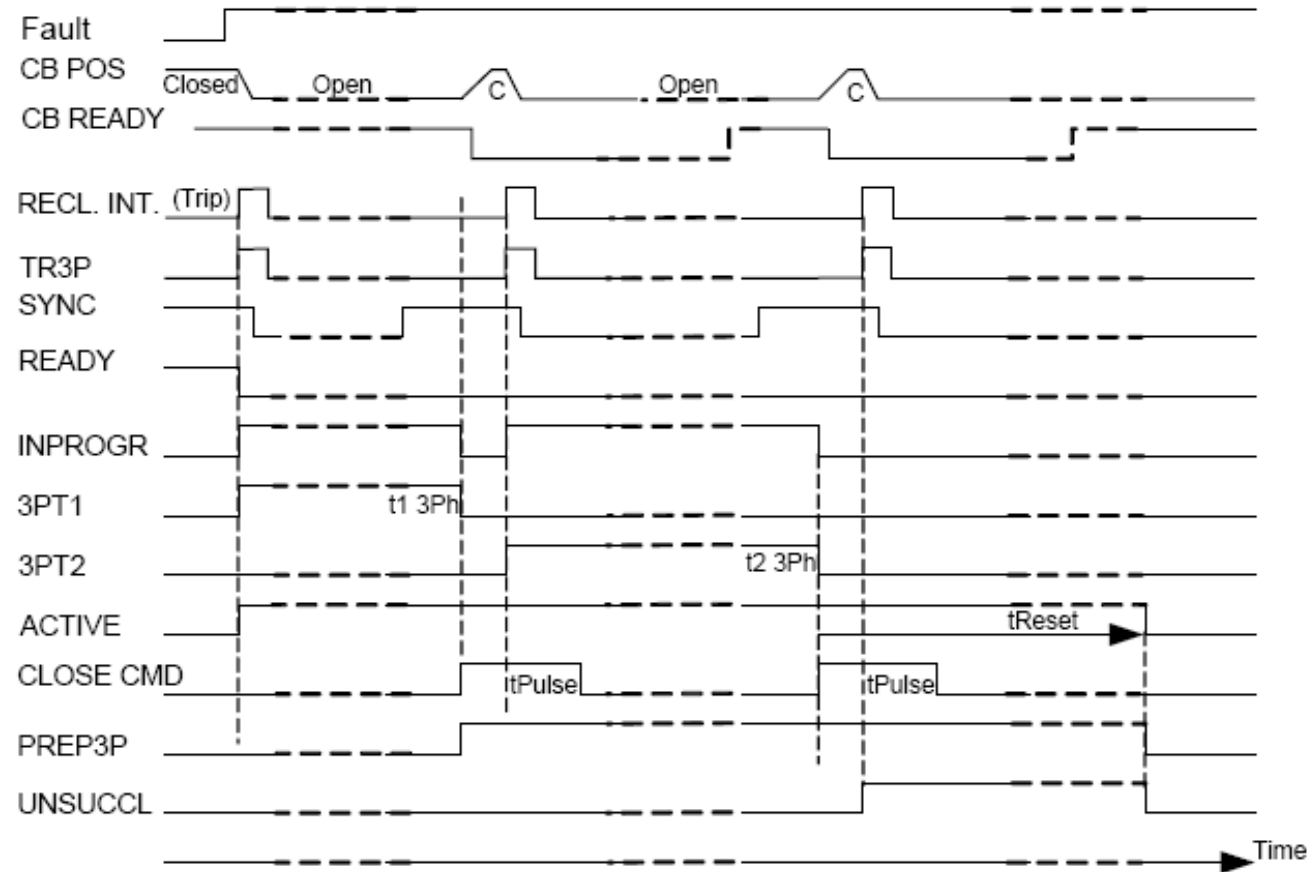 Fault
CB POS
Closed Open C Open C
CB READY
RECL. INT. (Trip)
TR3P
SYNC
READY
INPROGR
3PT1 t1 3Ph
3PT2 t2 3Ph
ACTIVE tReset
CLOSE CMD tPulse tPulse
PREP3P
UNSUCCL
Time